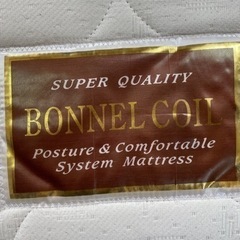 SUPER QUALITY
BONNEL COIL
Posture & Comfortable
System Mattress